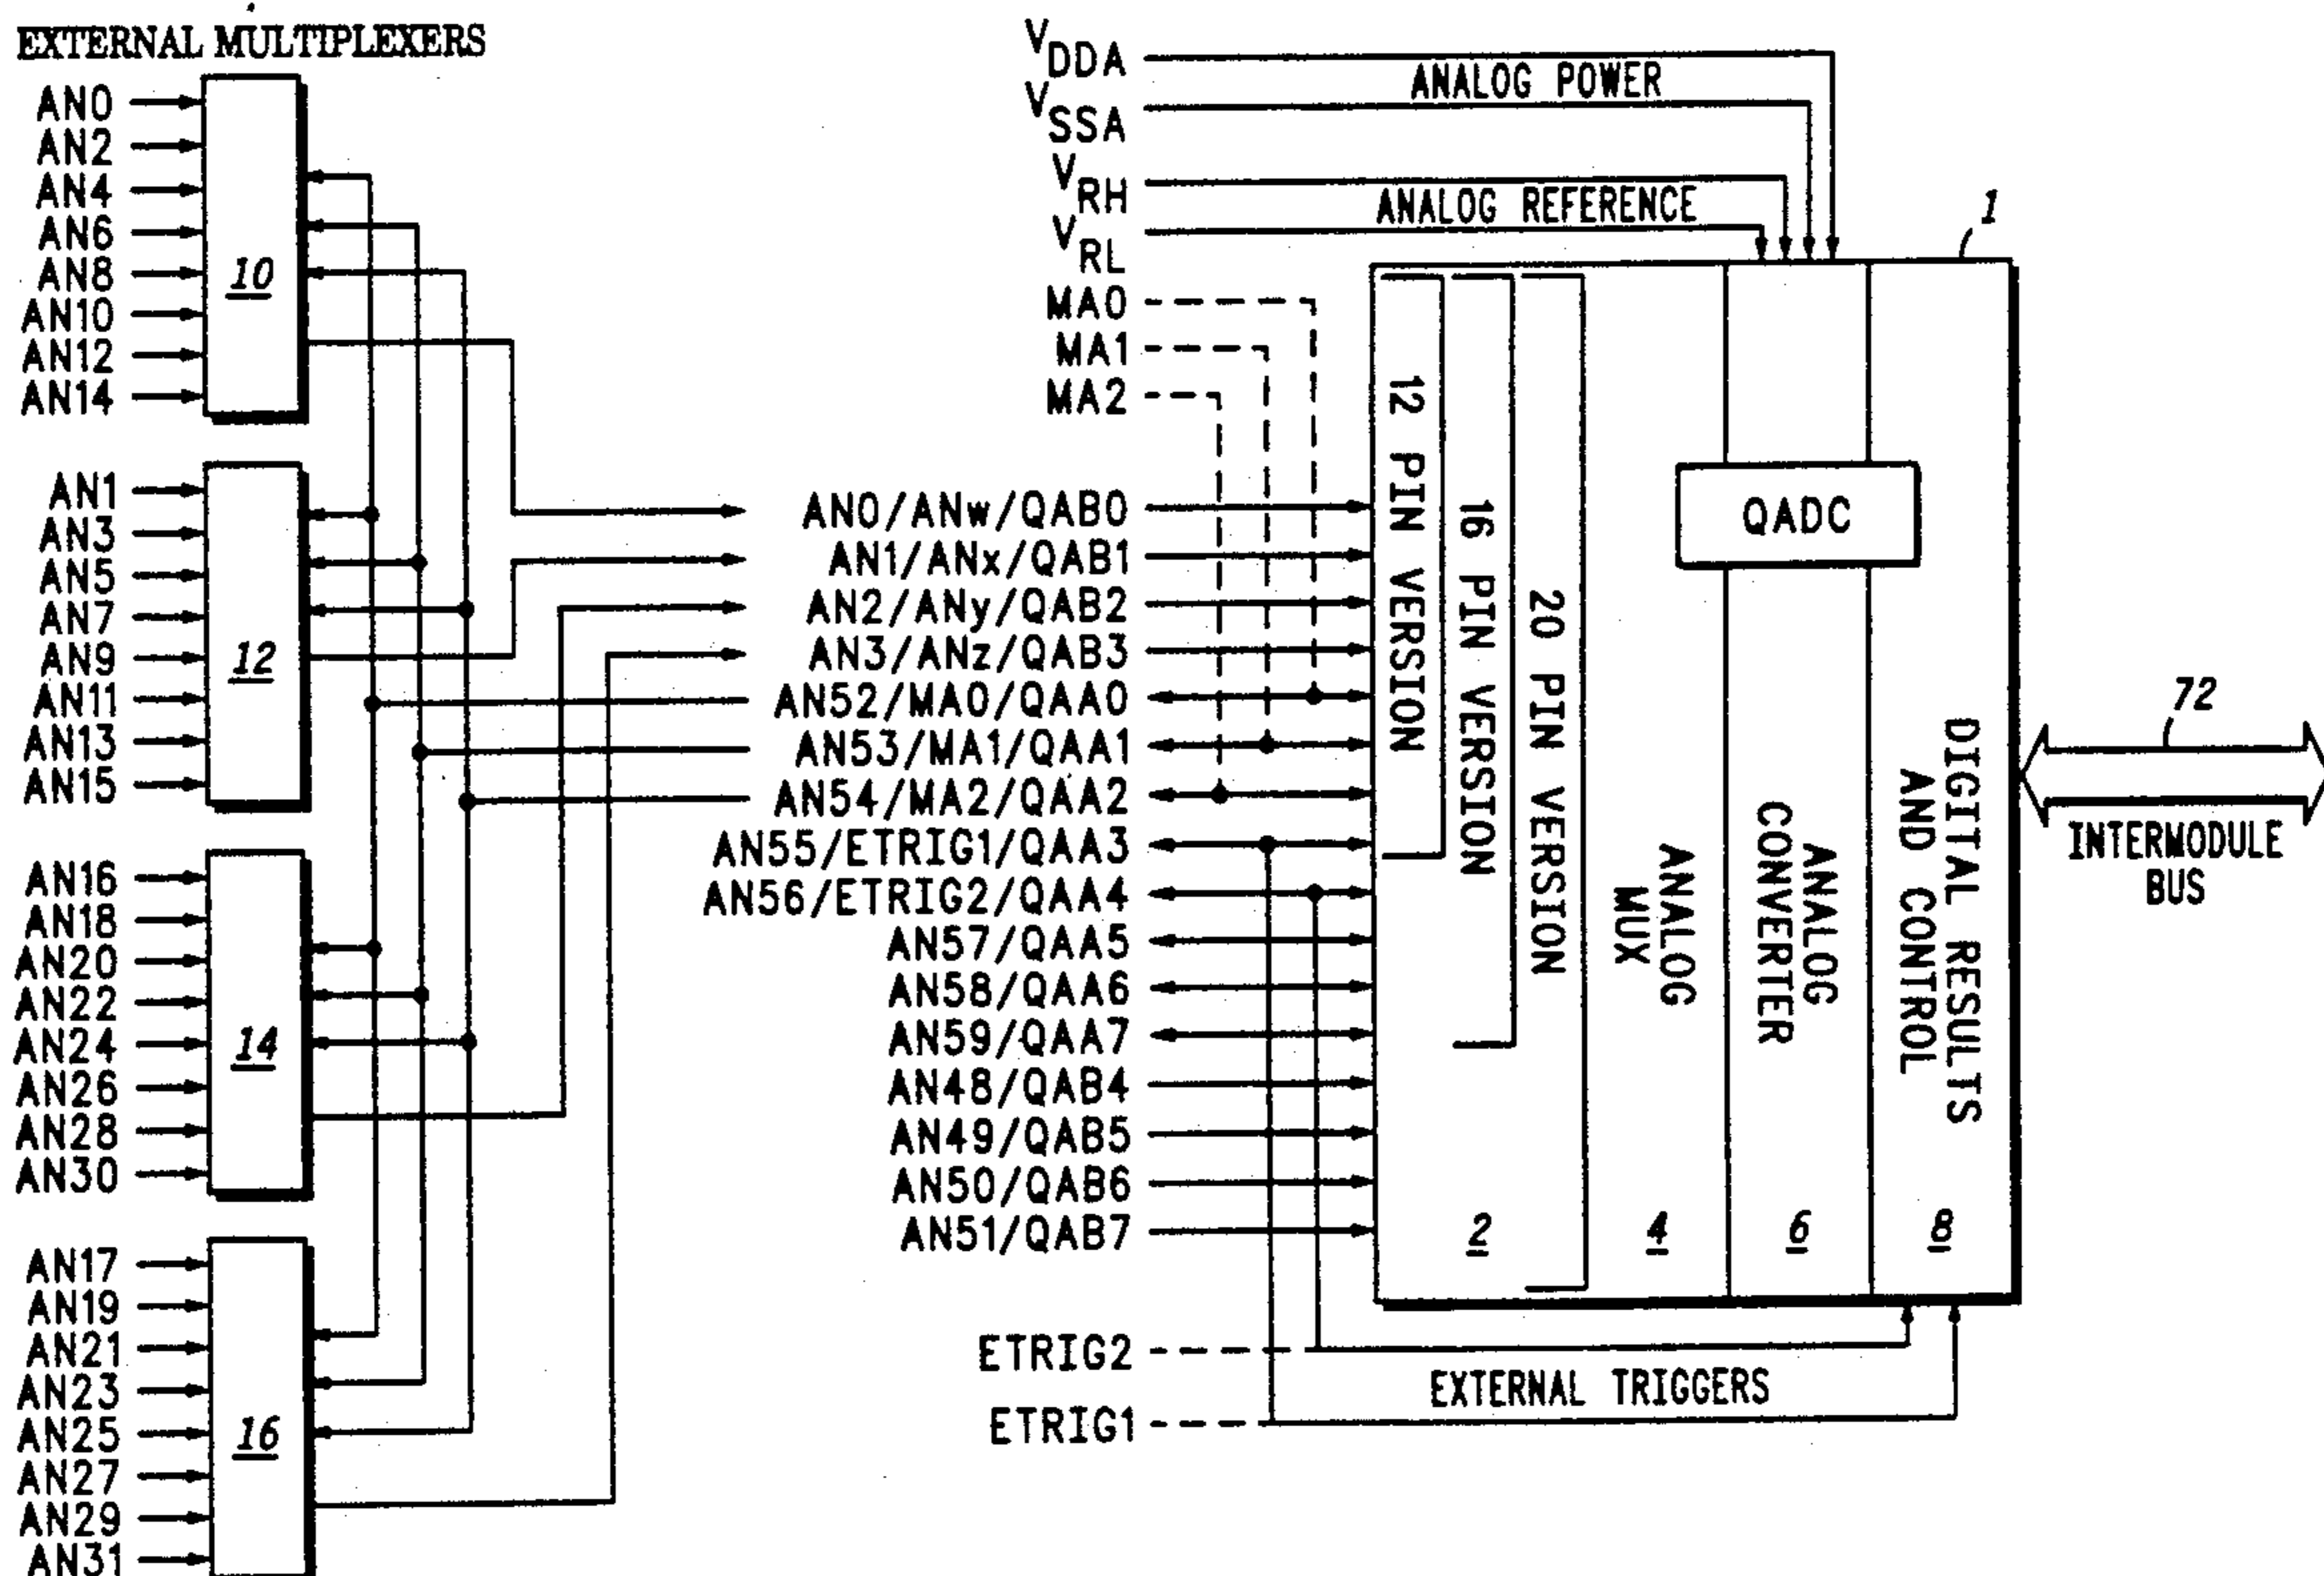 EXTERNAL MULTIPLEXERS
AN0
AN2
AN4
AN6
AN8
AN10
AN12
AN14
10
AN1
AN3
AN5
AN7
AN9
AN11
AN13
AN15
12
AN16
AN18
AN20
AN22
AN24
AN26
AN28
AN30
14
AN17
AN19
AN21
AN23
AN25
AN27
AN29
AN31
16
VDDA
VSSA
ANALOG POWER
VRH
VRL
ANALOG REFERENCE
MA0
MA1
MA2
AN0/ANw/QAB0
AN1/ANx/QAB1
AN2/ANy/QAB2
AN3/ANz/QAB3
AN52/MA0/QAA0
AN53/MA1/QAA1
AN54/MA2/QAA2
AN55/ETRIG1/QAA3
AN56/ETRIG2/QAA4
AN57/QAA5
AN58/QAA6
AN59/QAA7
AN48/QAB4
AN49/QAB5
AN50/QAB6
AN51/QAB7
ETRIG2
ETRIG1
EXTERNAL TRIGGERS
1
12 PIN VERSION
16 PIN VERSION
20 PIN VERSION
2
ANALOG
MUX
4
QADC
ANALOG
CONVERTER
6
DIGITAL RESULTS
AND CONTROL
8
72
INTERMODULE
BUS